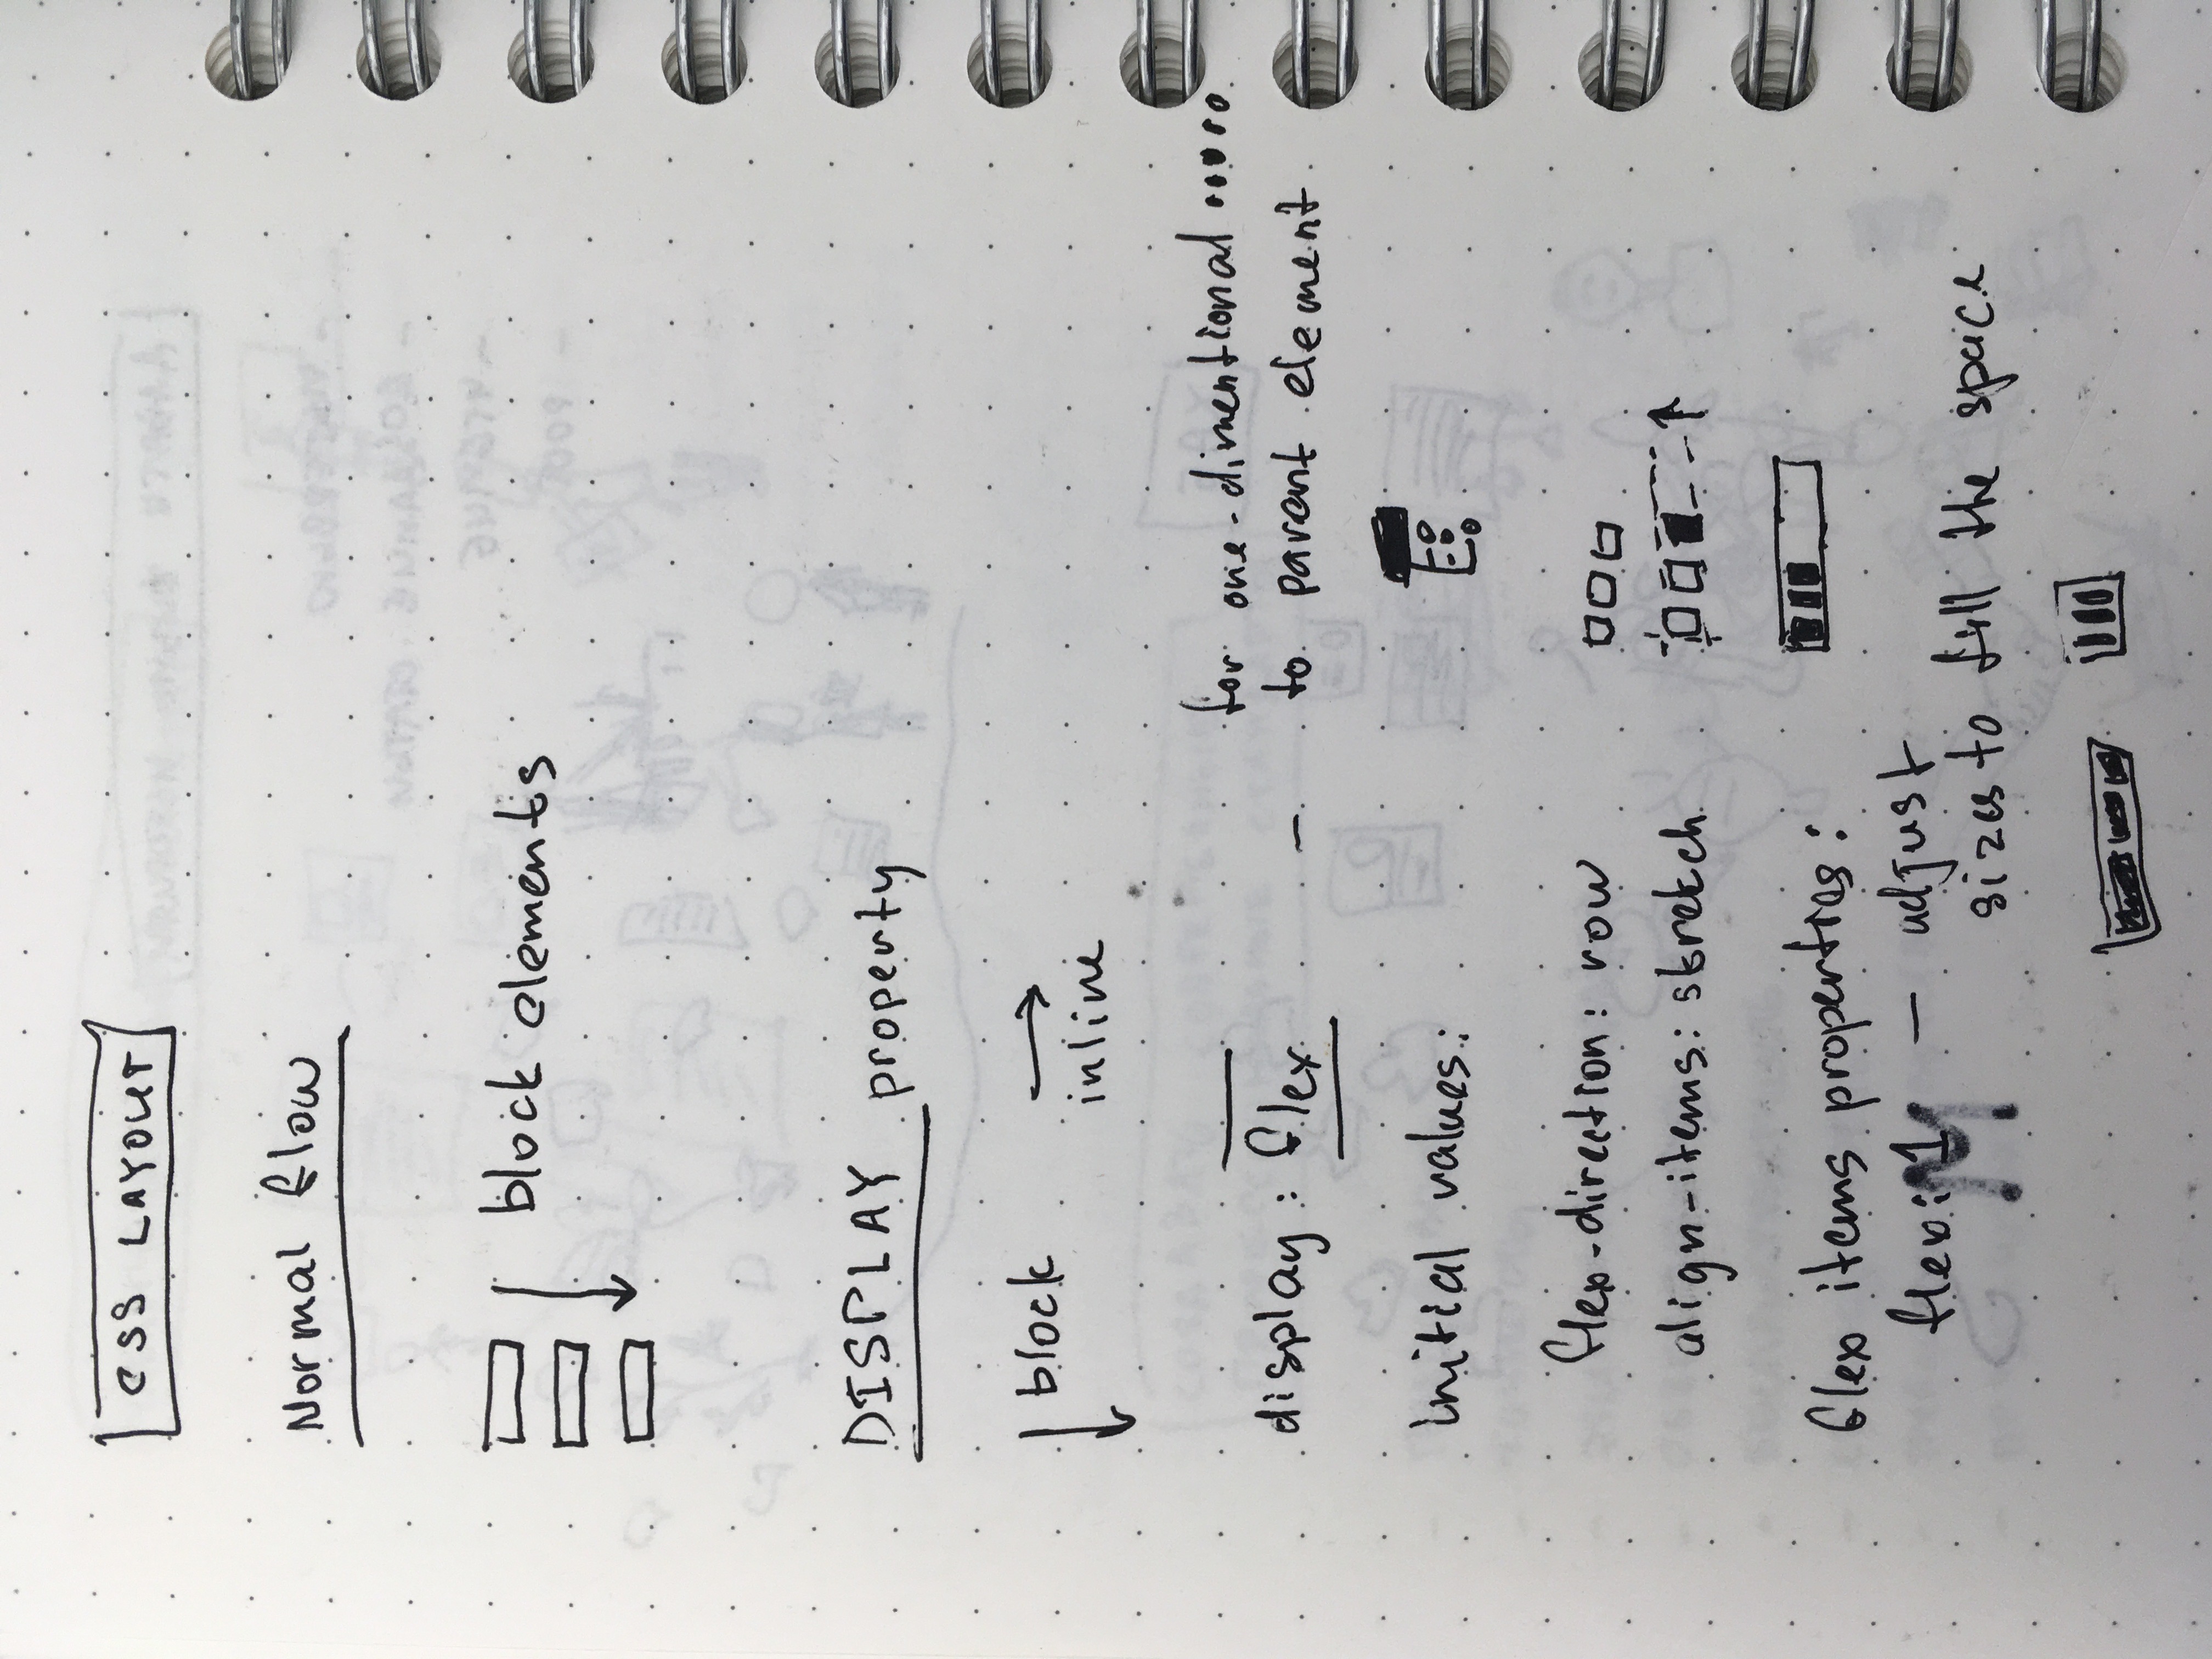 CSS LAYOUT
Normal flow
block elements
DISPLAY property
block
inline
for one-dimentional
display: flex - to parent element
initial values:
flex-direction: row
align-items: stretch
flex items properties:
flex: 1 - adjust
sizes to fill the space